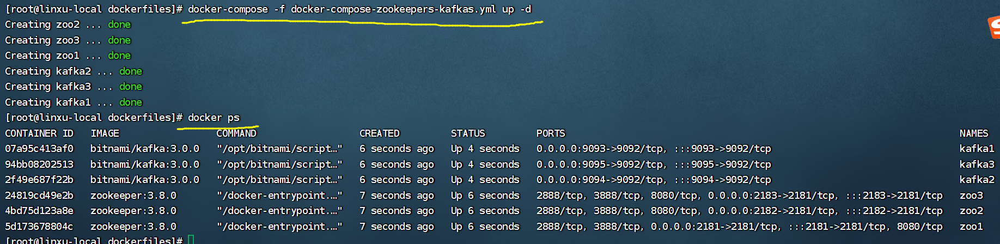 [root@linxu-local dockerfiles]# docker-compose -f docker-compose-zookeepers-kafkas.yml up -d
Creating zoo2 ... done
Creating zoo3 ... done
Creating zoo1 ... done
Creating kafka2 ... done
Creating kafka3 ... done
Creating kafka1 ... done
[root@linxu-local dockerfiles]# docker ps
CONTAINER ID   IMAGE                 COMMAND                  CREATED         STATUS         PORTS                                                                     NAMES
07a95c413af0   bitnami/kafka:3.0.0   "/opt/bitnami/script…"   6 seconds ago   Up 4 seconds   0.0.0.0:9093->9092/tcp, :::9093->9092/tcp                                 kafka1
94bb08202513   bitnami/kafka:3.0.0   "/opt/bitnami/script…"   6 seconds ago   Up 4 seconds   0.0.0.0:9095->9092/tcp, :::9095->9092/tcp                                 kafka3
2f49e687f22b   bitnami/kafka:3.0.0   "/opt/bitnami/script…"   6 seconds ago   Up 4 seconds   0.0.0.0:9094->9092/tcp, :::9094->9092/tcp                                 kafka2
24819cd49e2b   zookeeper:3.8.0       "/docker-entrypoint.…"   7 seconds ago   Up 6 seconds   2888/tcp, 3888/tcp, 8080/tcp, 0.0.0.0:2183->2181/tcp, :::2183->2181/tcp   zoo3
4bd75d123a8e   zookeeper:3.8.0       "/docker-entrypoint.…"   7 seconds ago   Up 6 seconds   2888/tcp, 3888/tcp, 8080/tcp, 0.0.0.0:2182->2181/tcp, :::2182->2181/tcp   zoo2
5d173678804c   zookeeper:3.8.0       "/docker-entrypoint.…"   7 seconds ago   Up 6 seconds   2888/tcp, 3888/tcp, 0.0.0.0:2181->2181/tcp, :::2181->2181/tcp, 8080/tcp   zoo1
[root@linxu-local dockerfiles]#